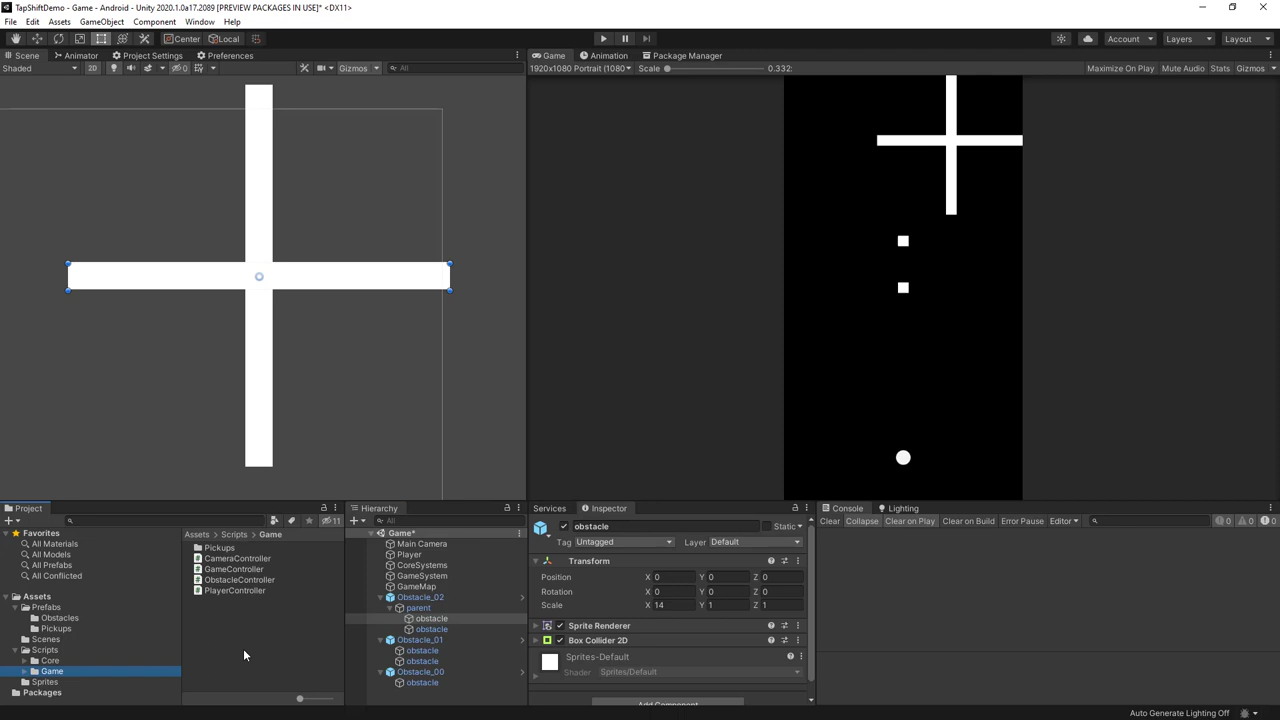 TapShiftDemo - Game - Android - Unity 2020.1.0a17.2089 [PREVIEW PACKAGES IN USE]* <DX11>
File Edit Assets GameObject Component Window Help
Center Local Account Layers Layout
Scene Animator Project Settings Preferences Game Animation Package Manager
Shaded 2D 0 Gizmos All 1920x1080 Portrait (1080 Scale 0.332: Maximize On Play Mute Audio Stats Gizmos
Project Hierarchy Services Inspector Console Lighting
11 All Clear Collapse Clear on Play Clear on Build Error Pause Editor 0 0 0
Favorites
All Materials
All Models
All Prefabs
All Conflicted
Assets
Prefabs
Obstacles
Pickups
Scenes
Scripts
Core
Game
Sprites
Packages
Assets > Scripts > Game
Pickups
CameraController
GameController
ObstacleController
PlayerController
Game*
Main Camera
Player
CoreSystems
GameSystem
GameMap
Obstacle_02
parent
obstacle
obstacle
Obstacle_01
obstacle
obstacle
Obstacle_00
obstacle
obstacle Static
Tag Untagged Layer Default
Transform
Position X 0 Y 0 Z 0
Rotation X 0 Y 0 Z 0
Scale X 14 Y 1 Z 1
Sprite Renderer
Box Collider 2D
Sprites-Default
Shader Sprites/Default
Add Component
Auto Generate Lighting Off